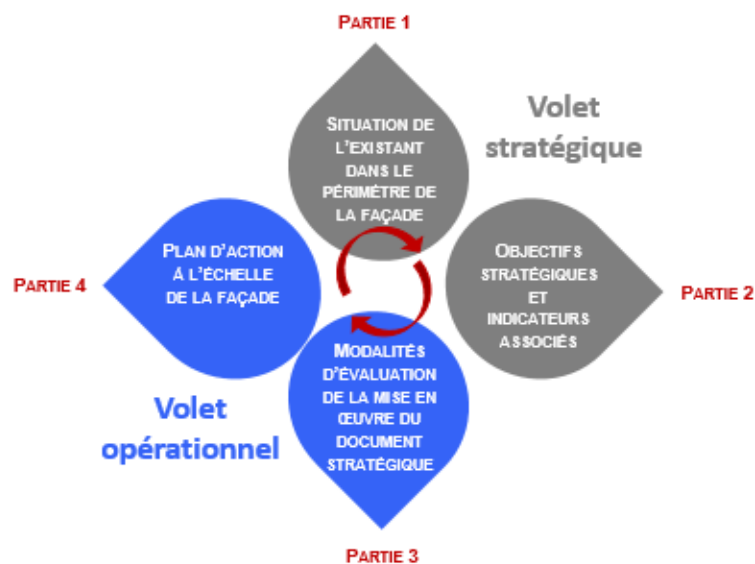 PARTIE 1
SITUATION DE
L'EXISTANT
DANS LE
PÉRIMÈTRE DE
LA FAÇADE
Volet
stratégique
PARTIE 4
PLAN D'ACTION
À L'ÉCHELLE
DE LA FAÇADE
OBJECTIFS
STRATÉGIQUES
ET
INDICATEURS
ASSOCIÉS
PARTIE 2
Volet
opérationnel
MODALITÉS
D'ÉVALUATION
DE LA MISE EN
ŒUVRE DU
DOCUMENT
STRATÉGIQUE
PARTIE 3